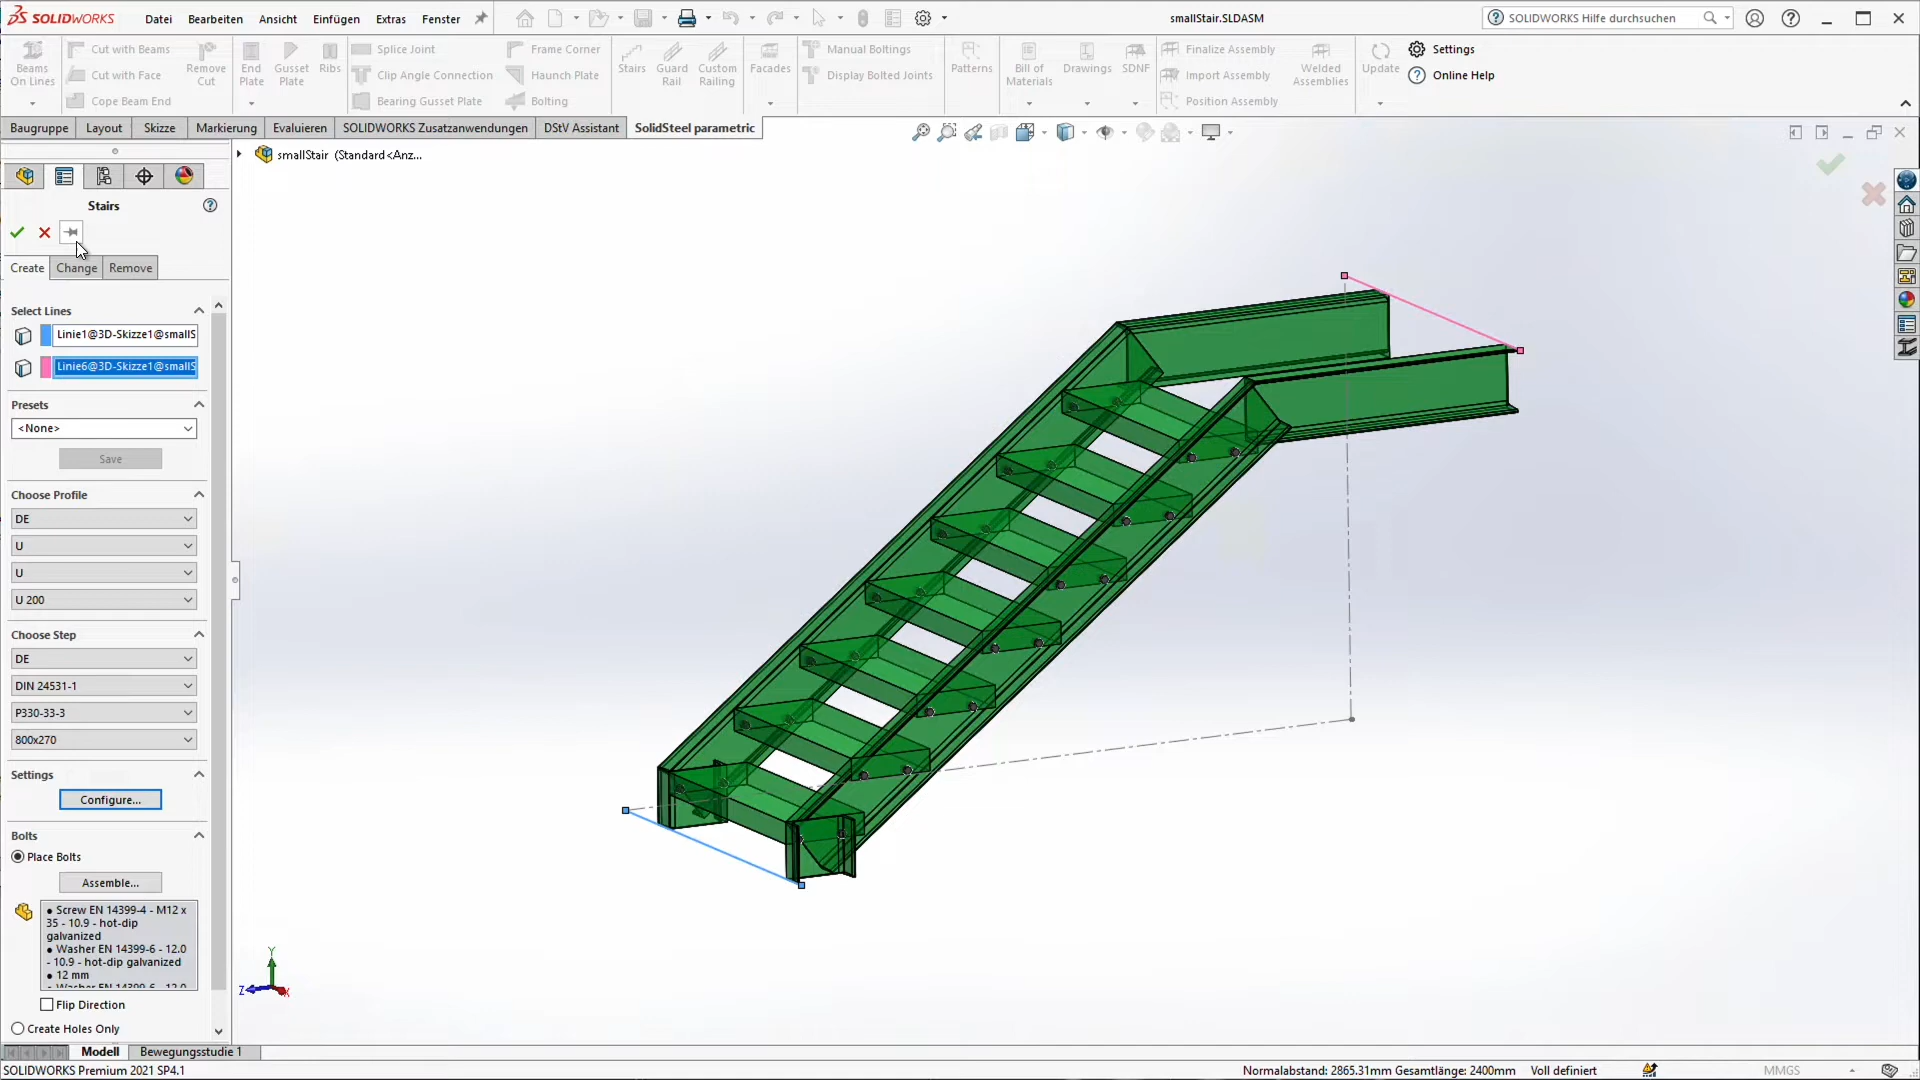 SOLIDWORKS
Datei Bearbeiten Ansicht Einfügen Extras Fenster
smallStair.SLDASM
SOLIDWORKS Hilfe durchsuchen
Beams On Lines
Cut with Beams
Cut with Face
Cope Beam End
Remove Cut
End Plate
Gusset Plate
Ribs
Splice Joint
Clip Angle Connection
Bearing Gusset Plate
Frame Corner
Haunch Plate
Bolting
Stairs
Guard Rail
Custom Railing
Facades
Manual Boltings
Display Bolted Joints
Patterns
Bill of Materials
Drawings
SDNF
Finalize Assembly
Import Assembly
Position Assembly
Welded Assemblies
Update
Settings
Online Help
Baugruppe Layout Skizze Markierung Evaluieren SOLIDWORKS Zusatzanwendungen DStV Assistant SolidSteel parametric
smallStair (Standard<Anz...
Stairs
Create Change Remove
Select Lines
Linie1@3D-Skizze1@smallS
Linie6@3D-Skizze1@smallS
Presets
<None>
Save
Choose Profile
DE
U
U
U 200
Choose Step
DE
DIN 24531-1
P330-33-3
800x270
Settings
Configure...
Bolts
Place Bolts
Assemble...
• Screw EN 14399-4 - M12 x
35 - 10.9 - hot-dip
galvanized
• Washer EN 14399-6 - 12.0
- 10.9 - hot-dip galvanized
• 12 mm
• Washer EN 14399-6 - 12.0
Flip Direction
Create Holes Only
Y
Z
X
Modell Bewegungsstudie 1
SOLIDWORKS Premium 2021 SP4.1
Normalabstand: 2865.31mm Gesamtlänge: 2400mm Voll definiert
MMGS